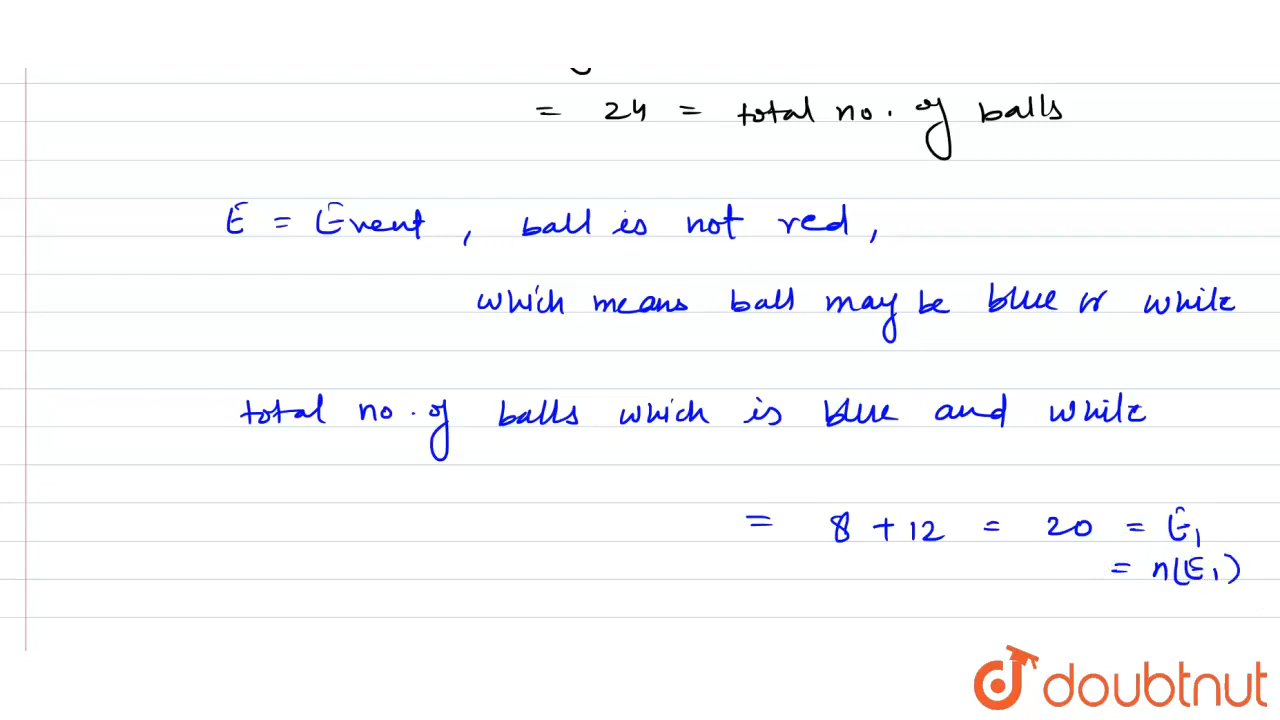 = 24 = total no. of balls
E = Event, ball is not red,
which means ball may be blue or white
total no. of balls which is blue and white
= 8 + 12 = 20 = E₁
= n(E₁)
doubtnut